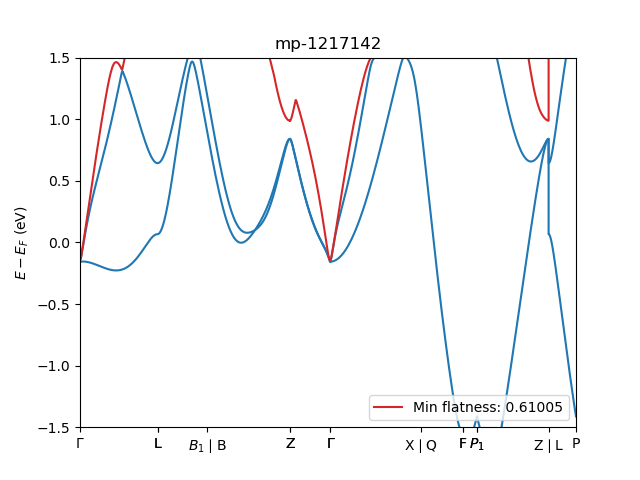 mp-1217142
1.5
1.0
0.5
0.0
−0.5
−1.0
−1.5
E − E_F (eV)
Min flatness: 0.61005
Γ L B₁ | B Z Γ X | Q F P₁ Z | L P